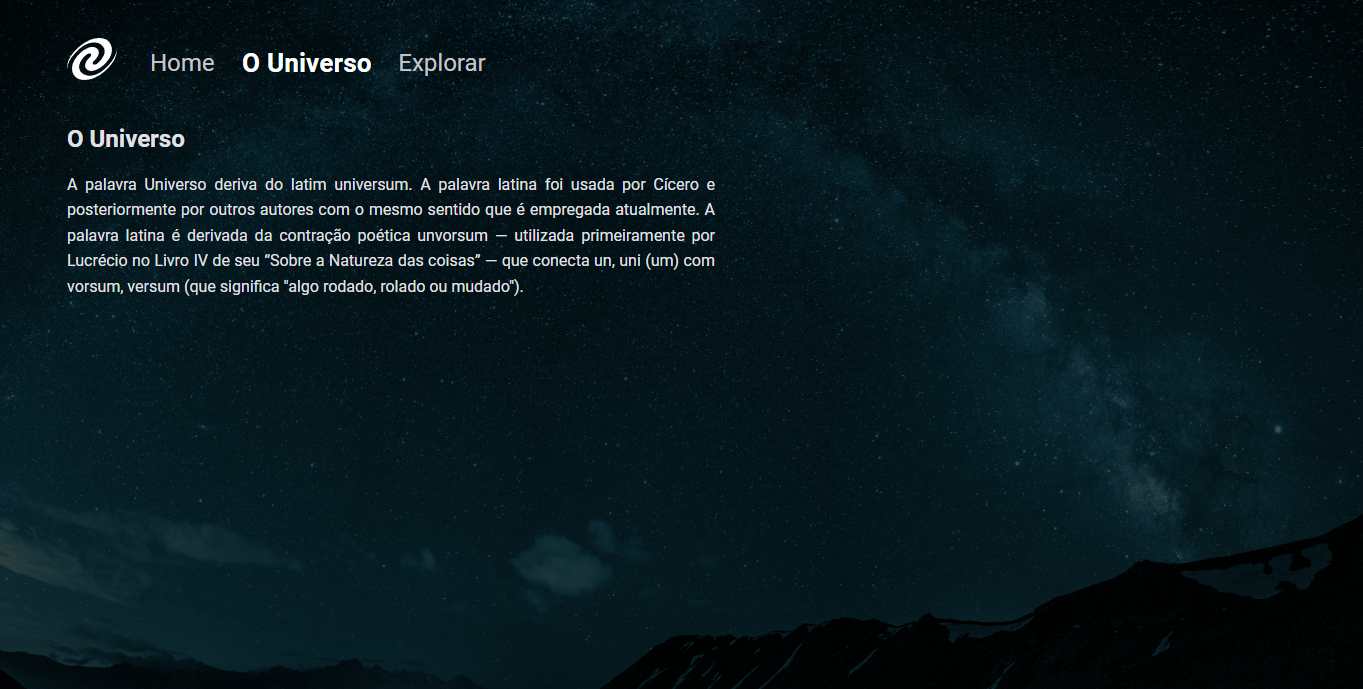 Home O Universo Explorar
O Universo
A palavra Universo deriva do latim universum. A palavra latina foi usada por Cícero e
posteriormente por outros autores com o mesmo sentido que é empregada atualmente. A
palavra latina é derivada da contração poética unvorsum — utilizada primeiramente por
Lucrécio no Livro IV de seu “Sobre a Natureza das coisas” — que conecta un, uni (um) com
vorsum, versum (que significa "algo rodado, rolado ou mudado").